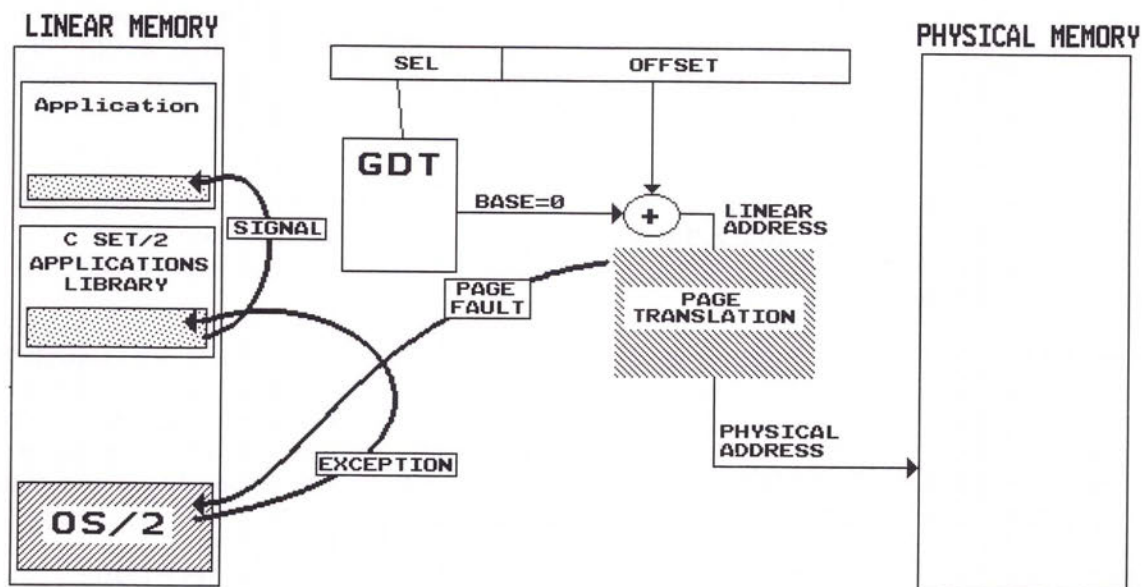 LINEAR MEMORY
PHYSICAL MEMORY
SEL
OFFSET
Application
GDT
BASE=0
+
LINEAR
ADDRESS
SIGNAL
C SET/2
APPLICATIONS
LIBRARY
PAGE
FAULT
PAGE
TRANSLATION
PHYSICAL
ADDRESS
EXCEPTION
OS/2